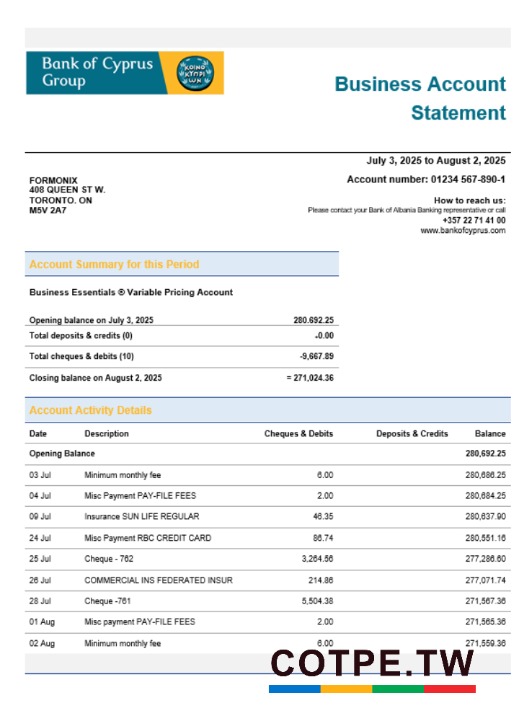 Bank of Cyprus
Group
ΚΟΙΝΟ
ΚΥΠΡΙ
ΩΝ
Business Account
Statement
July 3, 2025 to August 2, 2025
Account number: 01234 567-890-1
FORMONIX
408 QUEEN ST W.
TORONTO. ON
M5V 2A7
How to reach us:
Please contact your Bank of Albania Banking representative or call
+357 22 71 41 00
www.bankofcyprus.com
Account Summary for this Period
Business Essentials ® Variable Pricing Account
Opening balance on July 3, 2025 280.692.25
Total deposits & credits (0) -0.00
Total cheques & debits (10) -9,667.89
Closing balance on August 2, 2025 = 271,024.36
Account Activity Details
Date Description Cheques & Debits Deposits & Credits Balance
Opening Balance 280,692.25
03 Jul Minimum monthly fee 6.00 280,686.25
04 Jul Misc Payment PAY-FILE FEES 2.00 280,684.25
09 Jul Insurance SUN LIFE REGULAR 46.35 280,637.90
24 Jul Misc Payment RBC CREDIT CARD 86.74 280,551.16
25 Jul Cheque - 762 3,264.56 277,286.60
26 Jul COMMERCIAL INS FEDERATED INSUR 214.86 277,071.74
28 Jul Cheque -761 5,504.38 271,567.36
01 Aug Misc payment PAY-FILE FEES 2.00 271,565.36
02 Aug Minimum monthly fee 6.00 271,559.36
COTPE.TW